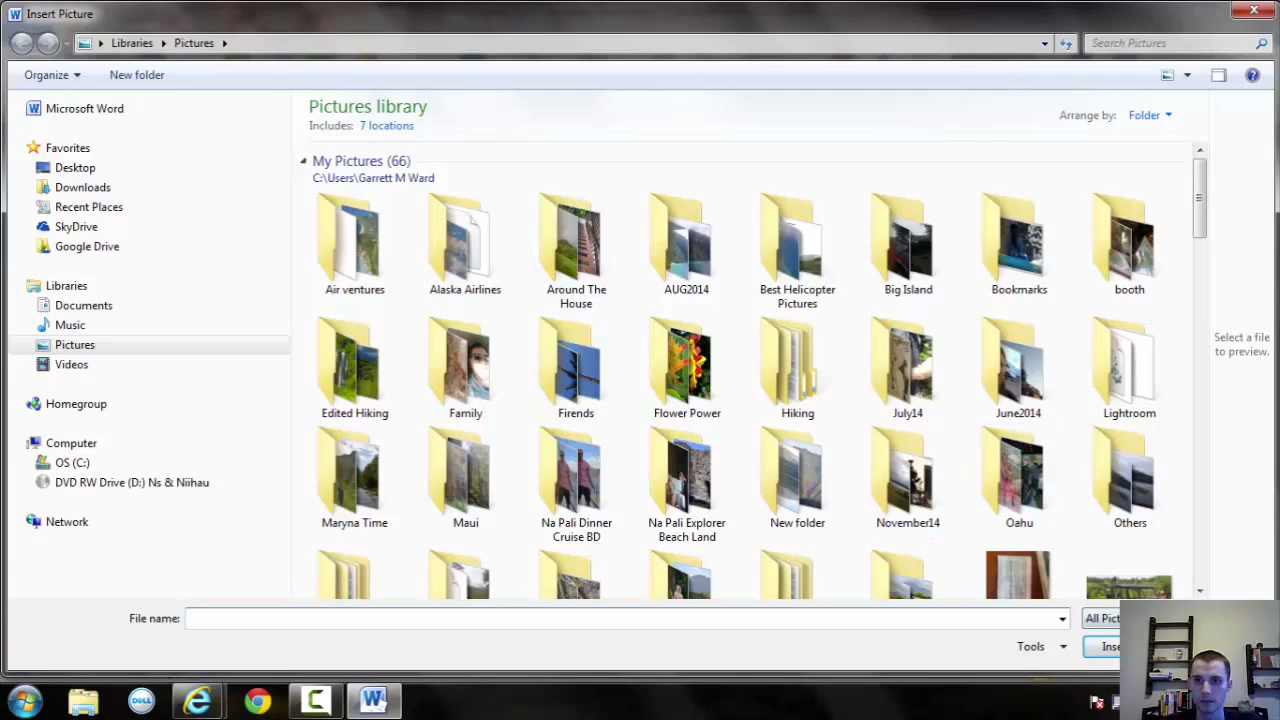 Insert Picture
Libraries
Pictures
Search Pictures
Organize
New folder
Microsoft Word
Favorites
Desktop
Downloads
Recent Places
SkyDrive
Google Drive
Libraries
Documents
Music
Pictures
Videos
Homegroup
Computer
OS (C:)
DVD RW Drive (D:) Ns & Niihau
Network
Pictures library
Includes: 7 locations
Arrange by: Folder
My Pictures (66)
C:\Users\Garrett M Ward
Air ventures
Alaska Airlines
Around The
House
AUG2014
Best Helicopter
Pictures
Big Island
Bookmarks
booth
Edited Hiking
Family
Firends
Flower Power
Hiking
July14
June2014
Lightroom
Maryna Time
Maui
Na Pali Dinner
Cruise BD
Na Pali Explorer
Beach Land
New folder
November14
Oahu
Others
Select a file
to preview.
File name:
All Pict
Tools
Inse
DELL